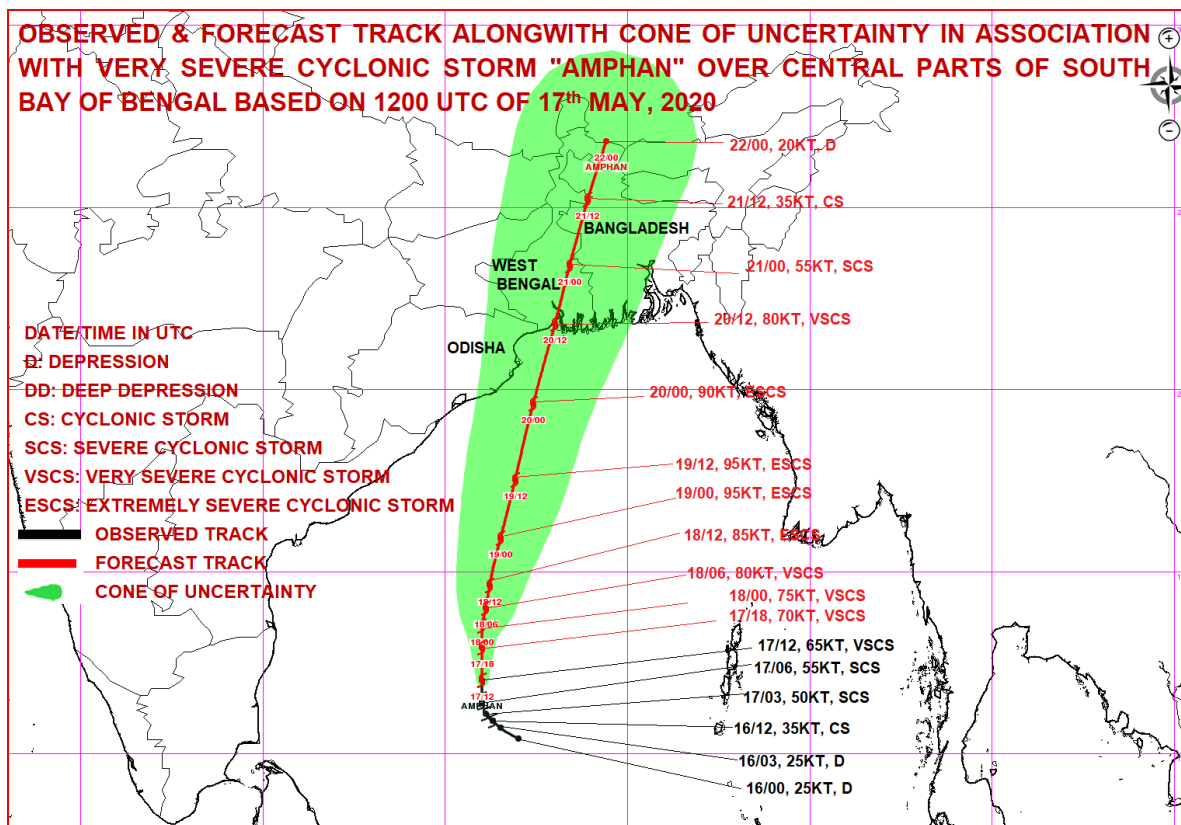 OBSERVED & FORECAST TRACK ALONGWITH CONE OF UNCERTAINTY IN ASSOCIATION
WITH VERY SEVERE CYCLONIC STORM "AMPHAN" OVER CENTRAL PARTS OF SOUTH
BAY OF BENGAL BASED ON 1200 UTC OF 17th MAY, 2020
22/00, 20KT, D
22/00
AMPHAN
21/12, 35KT, CS
21/12
BANGLADESH
WEST
BENGAL
21/00, 55KT, SCS
21/00
20/12, 80KT, VSCS
20/12
ODISHA
DATE/TIME IN UTC
D: DEPRESSION
DD: DEEP DEPRESSION
CS: CYCLONIC STORM
SCS: SEVERE CYCLONIC STORM
VSCS: VERY SEVERE CYCLONIC STORM
ESCS: EXTREMELY SEVERE CYCLONIC STORM
OBSERVED TRACK
FORECAST TRACK
CONE OF UNCERTAINTY
20/00, 90KT, ESCS
20/00
19/12, 95KT, ESCS
19/12
19/00, 95KT, ESCS
19/00
18/12, 85KT, ESCS
18/12
18/06, 80KT, VSCS
18/06
18/00, 75KT, VSCS
18/00
17/18, 70KT, VSCS
17/18
17/12, 65KT, VSCS
17/12
AMPHAN
17/06, 55KT, SCS
17/03, 50KT, SCS
16/12, 35KT, CS
16/03, 25KT, D
16/00, 25KT, D